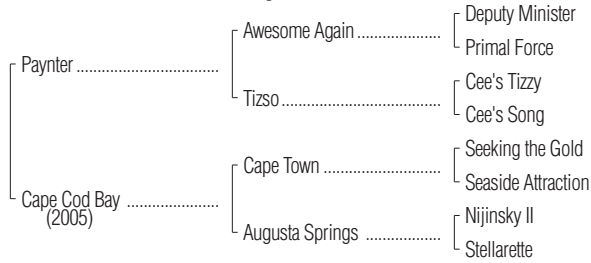 Deputy Minister
Awesome Again ....................
Primal Force
Paynter ..................................
Cee's Tizzy
Tizso.......................................
Cee's Song
Seeking the Gold
Cape Town ............................
Seaside Attraction
Cape Cod Bay ......................
(2005)
Nijinsky II
Augusta Springs ..................
Stellarette